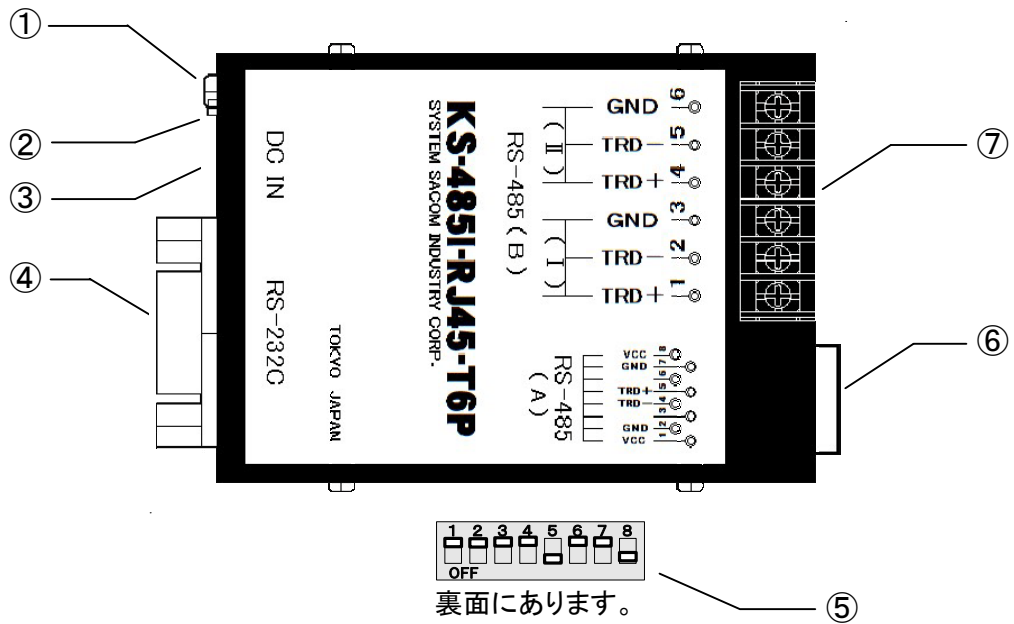 ①
②
③
④
⑤
⑥
⑦
DC IN
RS-232C
TOKYO JAPAN
KS-485I-RJ45-T6P
SYSTEM SACOM INDUSTRY CORP.
RS-485(B)
(Ⅱ)
GND 6
TRD- 5
TRD+ 4
(Ⅰ)
GND 3
TRD- 2
TRD+ 1
RS-485
(A)
VCC 8
GND 7
6
TRD+ 5
TRD- 4
3
GND 2
VCC 1
1 2 3 4 5 6 7 8
OFF
裏面にあります。